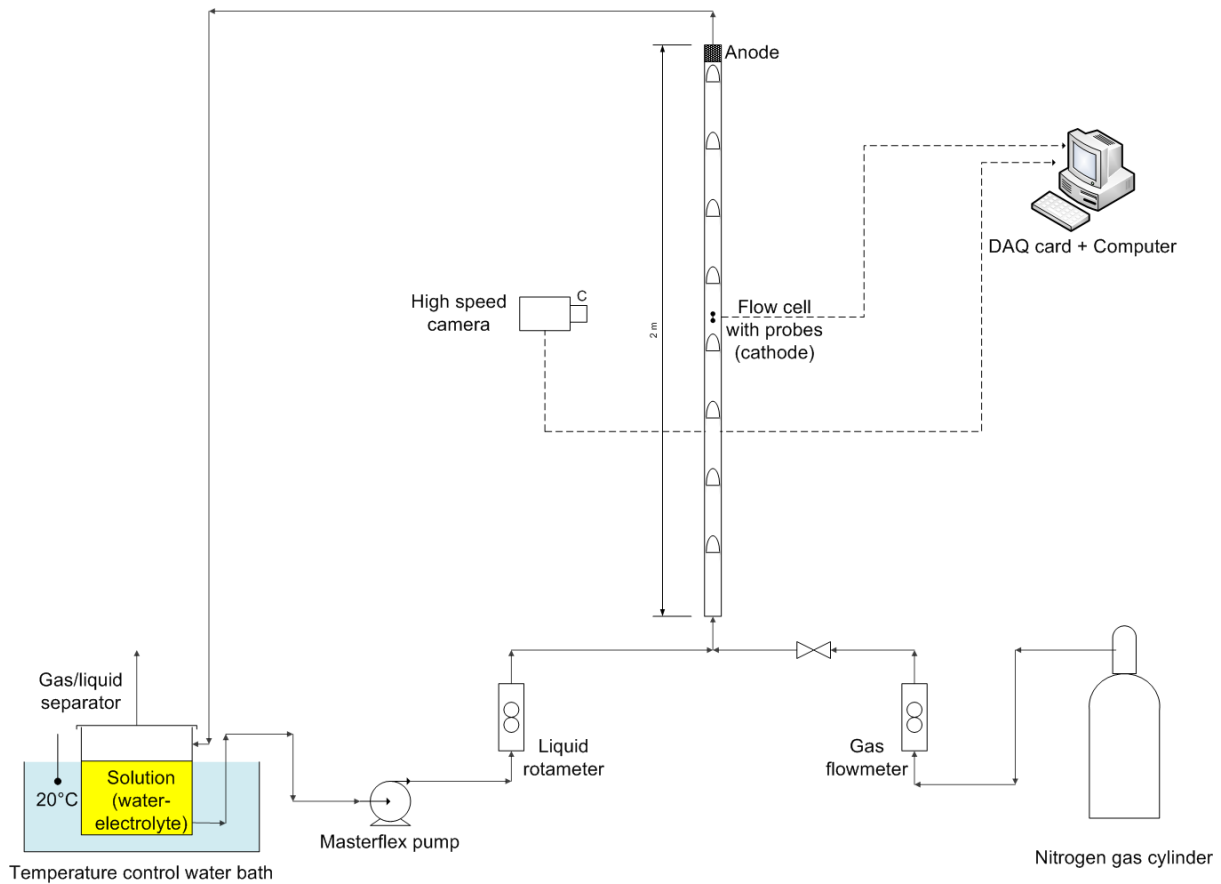 Anode
DAQ card + Computer
High speed
camera
C
2 m
Flow cell
with probes
(cathode)
Gas/liquid
separator
Liquid
rotameter
Gas
flowmeter
20°C
Solution
(water-
electrolyte)
Masterflex pump
Nitrogen gas cylinder
Temperature control water bath